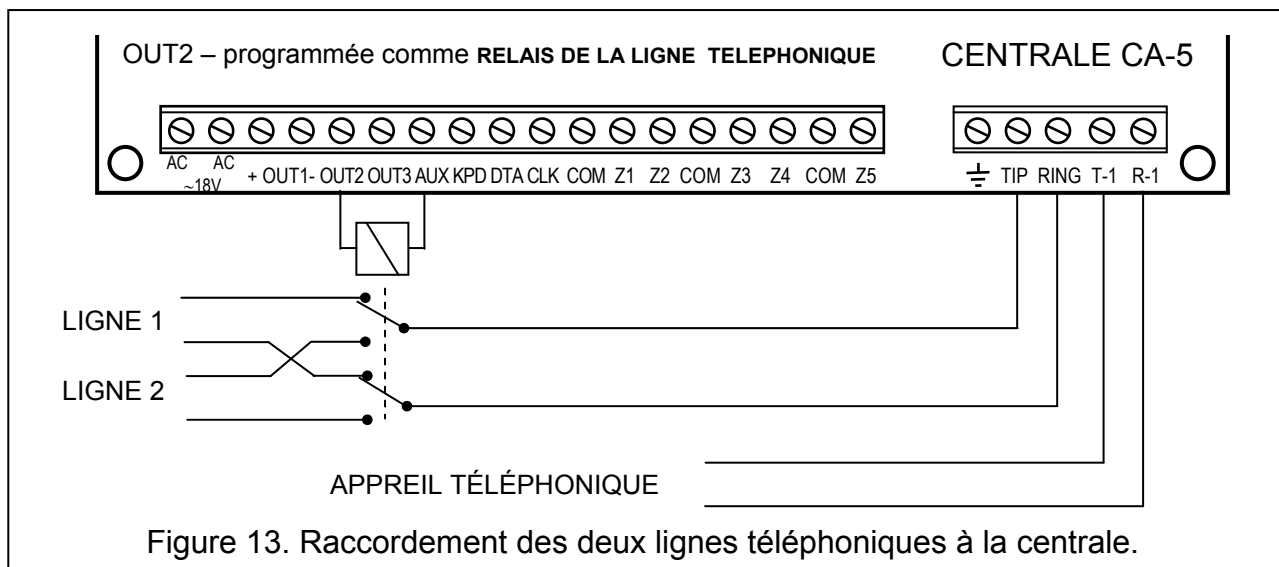 OUT2 – programmée comme RELAIS DE LA LIGNE TELEPHONIQUE
CENTRALE CA-5
AC AC
~18V
+ OUT1- OUT2 OUT3 AUX KPD DTA CLK COM Z1 Z2 COM Z3 Z4 COM Z5
TIP RING T-1 R-1
LIGNE 1
LIGNE 2
APPREIL TÉLÉPHONIQUE
Figure 13. Raccordement des deux lignes téléphoniques à la centrale.